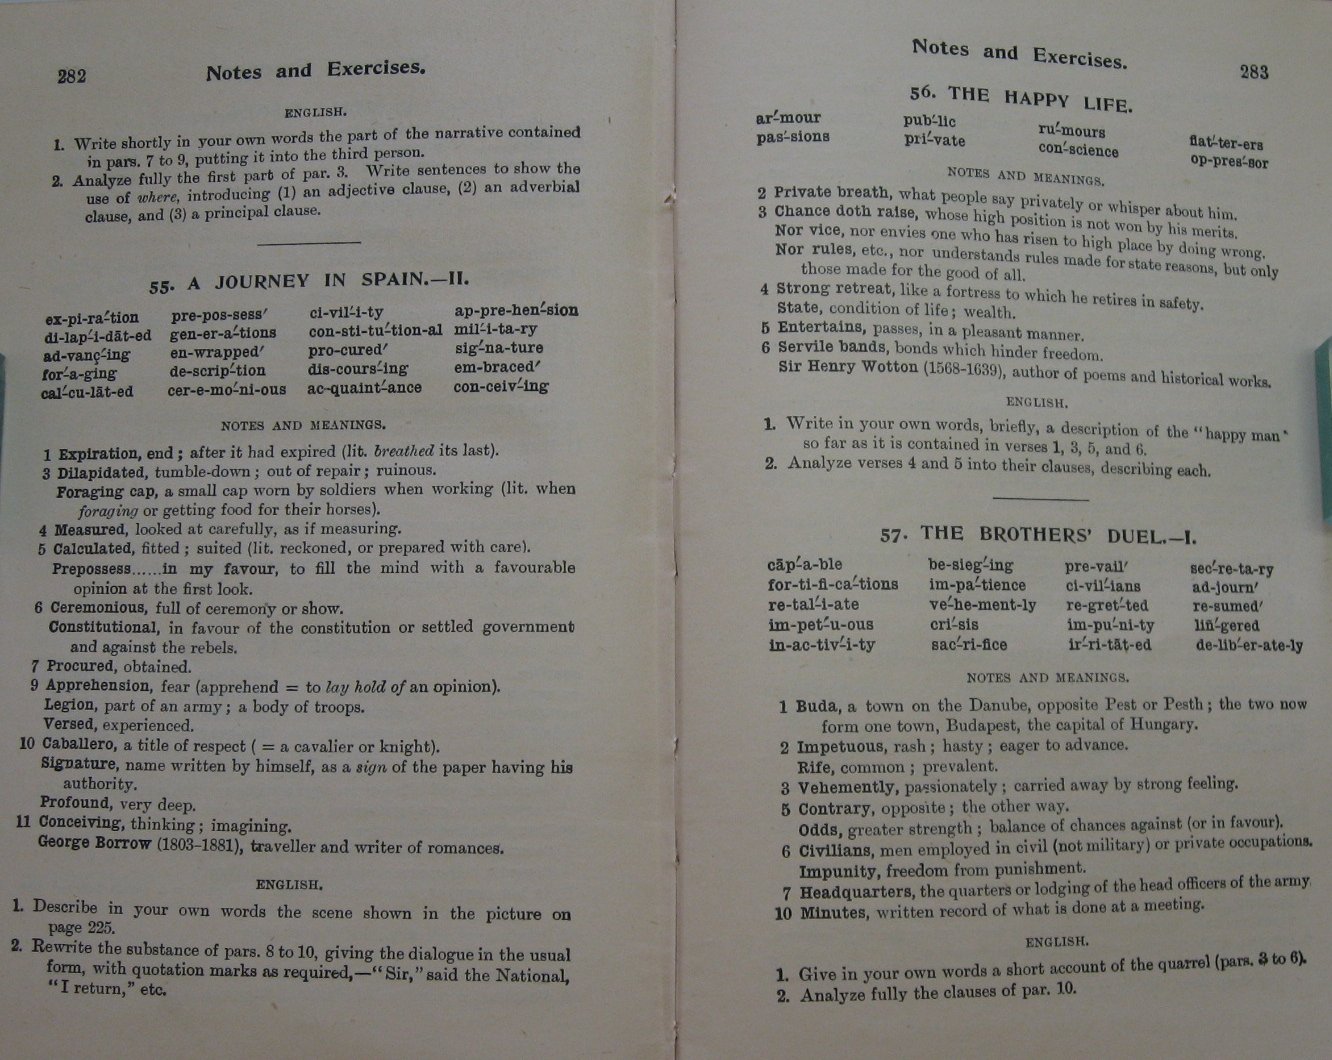 282 Notes and Exercises.
ENGLISH.
1. Write shortly in your own words the part of the narrative contained
in pars. 7 to 9, putting it into the third person.
2. Analyze fully the first part of par. 3. Write sentences to show the
use of where, introducing (1) an adjective clause, (2) an adverbial
clause, and (3) a principal clause.
55. A JOURNEY IN SPAIN.—II.
ex-pi-ra´-tion pre-pos-sess´ ci-vil´-i-ty ap-pre-hen´-sion
di-lap´-i-dāt-ed gen-er-a´-tions con-sti-tu´-tion-al mil´-i-ta-ry
ad-vanç´-ing en-wrapped´ pro-cured´ sig´-na-ture
for´-a-ging de-scrip´-tion dis-cours´-ing em-braced´
cal´-cu-lāt-ed cer-e-mo´-ni-ous ac-quaint´-ance con-ceiv´-ing
NOTES AND MEANINGS.
1 Expiration, end; after it had expired (lit. breathed its last).
3 Dilapidated, tumble-down; out of repair; ruinous.
Foraging cap, a small cap worn by soldiers when working (lit. when
foraging or getting food for their horses).
4 Measured, looked at carefully, as if measuring.
5 Calculated, fitted; suited (lit. reckoned, or prepared with care).
Prepossess......in my favour, to fill the mind with a favourable
opinion at the first look.
6 Ceremonious, full of ceremony or show.
Constitutional, in favour of the constitution or settled government
and against the rebels.
7 Procured, obtained.
9 Apprehension, fear (apprehend = to lay hold of an opinion).
Legion, part of an army; a body of troops.
Versed, experienced.
10 Caballero, a title of respect (= a cavalier or knight).
Signature, name written by himself, as a sign of the paper having his
authority.
Profound, very deep.
11 Conceiving, thinking; imagining.
George Borrow (1803-1881), traveller and writer of romances.
ENGLISH.
1. Describe in your own words the scene shown in the picture on
page 225.
2. Rewrite the substance of pars. 8 to 10, giving the dialogue in the usual
form, with quotation marks as required,—"Sir," said the National,
"I return," etc.
Notes and Exercises. 283
56. THE HAPPY LIFE.
ar´-mour pub´-lic ru´-mours flat´-ter-ers
pas´-sions pri´-vate con´-science op-pres´-sor
NOTES AND MEANINGS.
2 Private breath, what people say privately or whisper about him.
3 Chance doth raise, whose high position is not won by his merits.
Nor vice, nor envies one who has risen to high place by doing wrong.
Nor rules, etc., nor understands rules made for state reasons, but only
those made for the good of all.
4 Strong retreat, like a fortress to which he retires in safety.
State, condition of life; wealth.
5 Entertains, passes, in a pleasant manner.
6 Servile bands, bonds which hinder freedom.
Sir Henry Wotton (1568-1639), author of poems and historical works.
ENGLISH.
1. Write in your own words, briefly, a description of the "happy man"
so far as it is contained in verses 1, 3, 5, and 6.
2. Analyze verses 4 and 5 into their clauses, describing each.
57. THE BROTHERS' DUEL.—I.
cāp´-a-ble be-sieg´-ing pre-vail´ sec´-re-ta-ry
for-ti-fi-ca´-tions im-pa´-tience ci-vil´-ians ad-journ´
re-tal´-i-ate ve´-he-ment-ly re-gret´-ted re-sumed´
im-pet´-u-ous cri´-sis im-pu´-ni-ty lin̄´-gered
in-ac-tiv´-i-ty sac´-ri-fice ir´-ri-tāt-ed de-lib´-er-ate-ly
NOTES AND MEANINGS.
1 Buda, a town on the Danube, opposite Pest or Pesth; the two now
form one town, Budapest, the capital of Hungary.
2 Impetuous, rash; hasty; eager to advance.
Rife, common; prevalent.
3 Vehemently, passionately; carried away by strong feeling.
5 Contrary, opposite; the other way.
Odds, greater strength; balance of chances against (or in favour).
6 Civilians, men employed in civil (not military) or private occupations.
Impunity, freedom from punishment.
7 Headquarters, the quarters or lodging of the head officers of the army
10 Minutes, written record of what is done at a meeting.
ENGLISH.
1. Give in your own words a short account of the quarrel (pars. 3 to 6).
2. Analyze fully the clauses of par. 10.